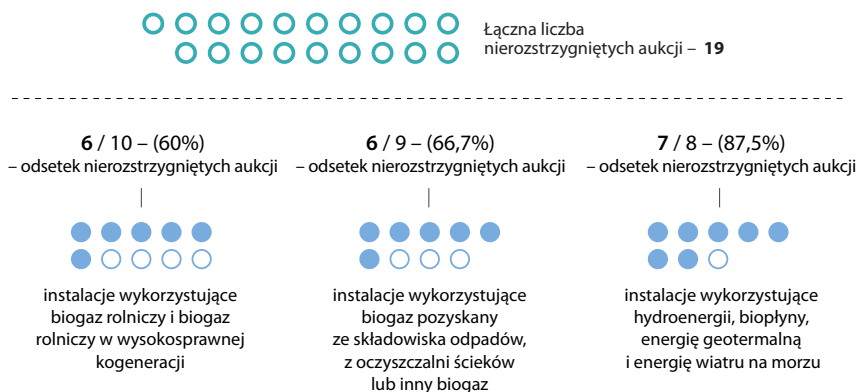 Łączna liczba
nierozstrzygniętych aukcji – 19
6 / 10 – (60%)
– odsetek nierozstrzygniętych aukcji
instalacje wykorzystujące
biogaz rolniczy i biogaz
rolniczy w wysokosprawnej
kogeneracji
6 / 9 – (66,7%)
– odsetek nierozstrzygniętych aukcji
instalacje wykorzystujące
biogaz pozyskany
ze składowiska odpadów,
z oczyszczalni ścieków
lub inny biogaz
7 / 8 – (87,5%)
– odsetek nierozstrzygniętych aukcji
instalacje wykorzystujące
hydroenergii, biopłyny,
energię geotermalną
i energię wiatru na morzu